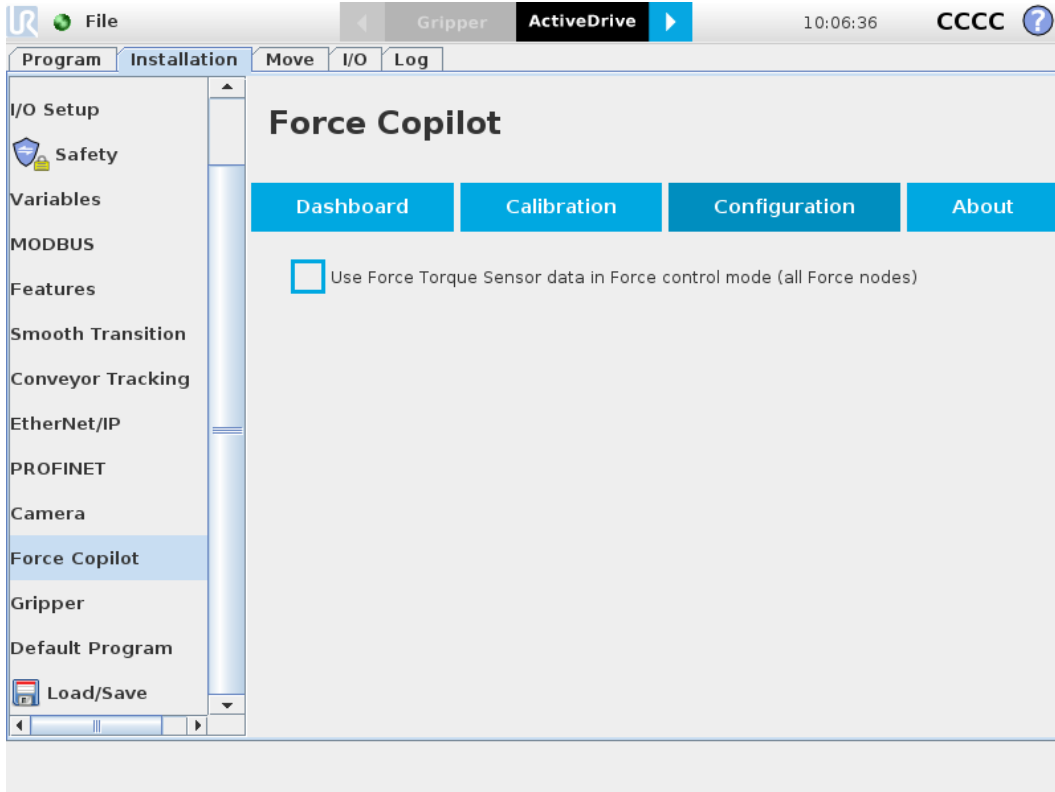 UR File Gripper ActiveDrive 10:06:36 CCCC ?
Program Installation Move I/O Log
I/O Setup
Safety
Variables
MODBUS
Features
Smooth Transition
Conveyor Tracking
EtherNet/IP
PROFINET
Camera
Force Copilot
Gripper
Default Program
Load/Save
Force Copilot
Dashboard Calibration Configuration About
Use Force Torque Sensor data in Force control mode (all Force nodes)